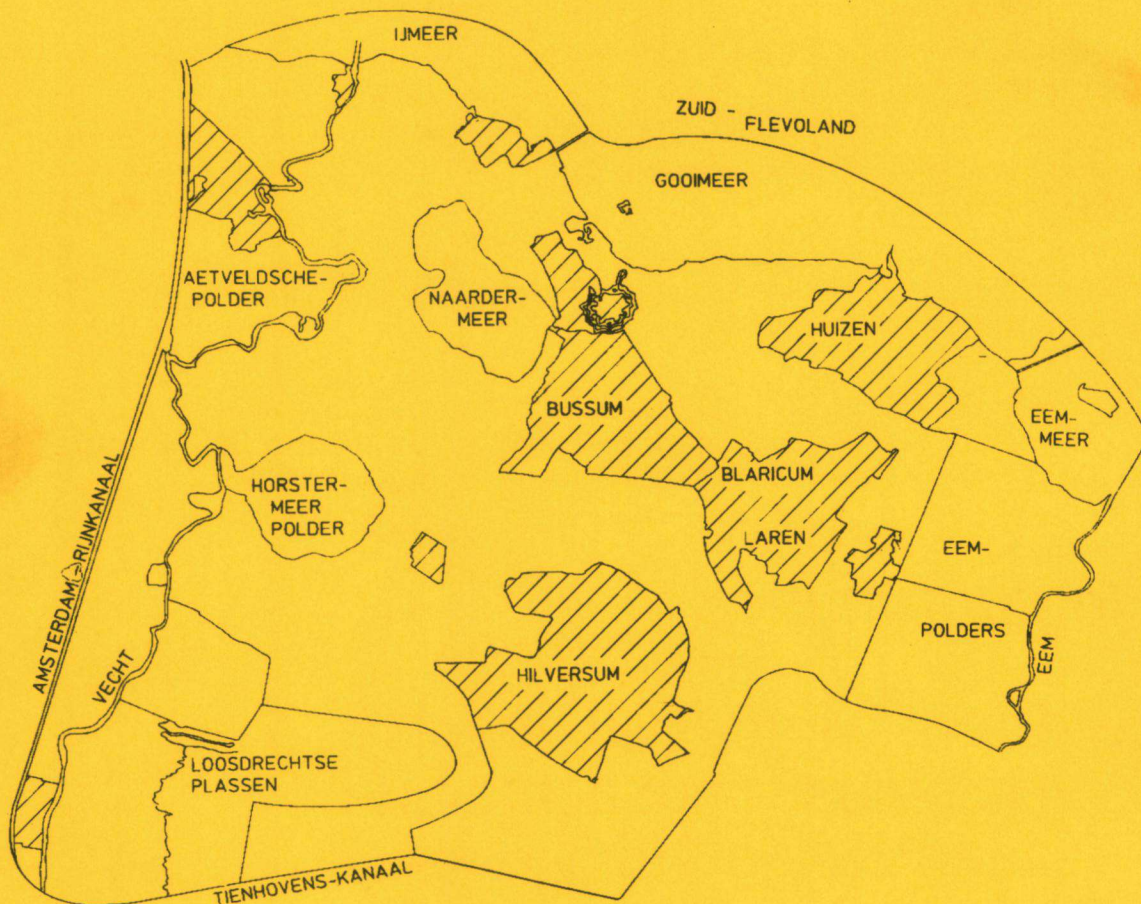 IJMEER
ZUID -
FLEVOLAND
GOOIMEER
AETVELDSCHE-
POLDER
NAARDER-
MEER
HUIZEN
BUSSUM
EEM-
MEER
BLARICUM
HORSTER-
MEER
POLDER
LAREN
EEM-
POLDERS
AMSTERDAM-RIJNKANAAL
VECHT
HILVERSUM
EEM
LOOSDRECHTSE
PLASSEN
TIENHOVENS-KANAAL